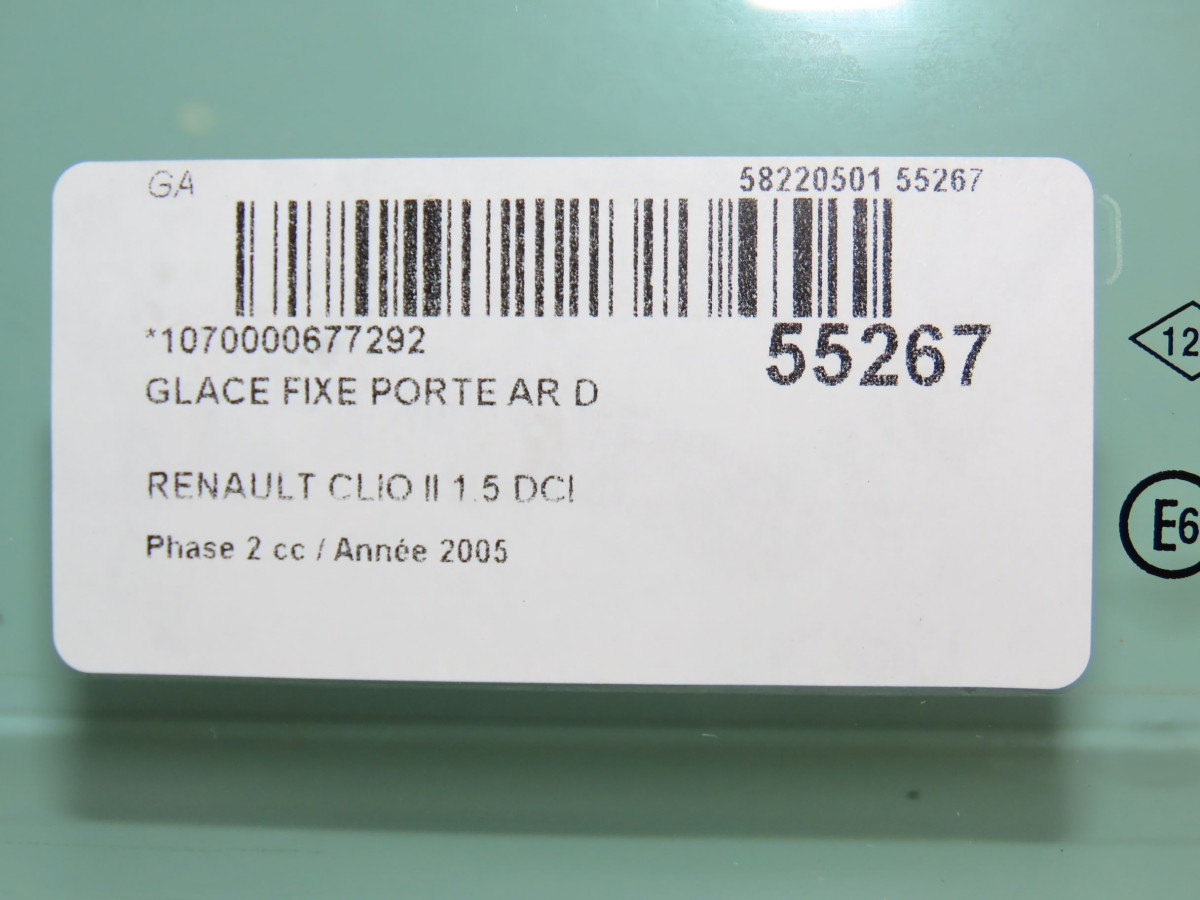 GA
58220501 55267
*1070000677292
55267
GLACE FIXE PORTE AR D
RENAULT CLIO II 1.5 DCI
Phase 2 cc / Année 2005
12
E6